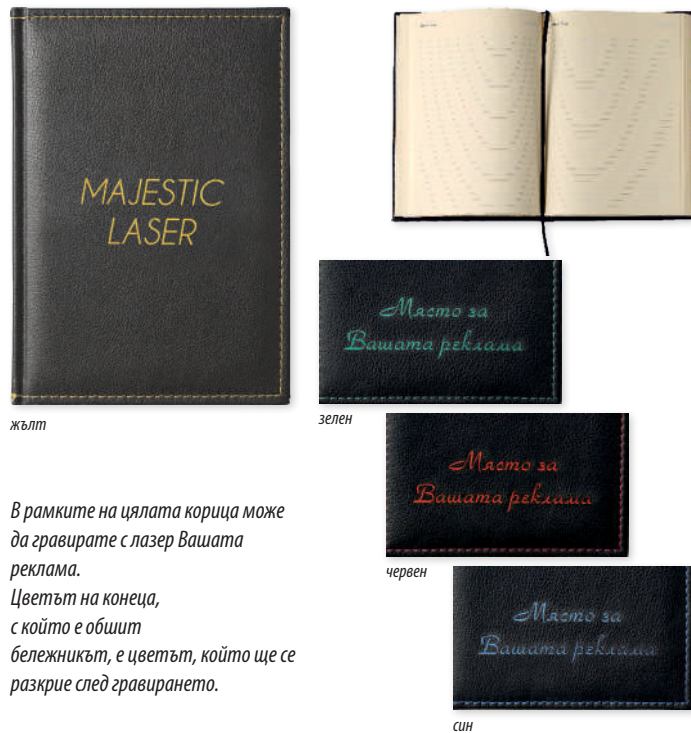 MAJESTIC
LASER
жълт
Място за
Вашата реклама
зелен
Място за
Вашата реклама
червен
Място за
Вашата реклама
син
В рамките на цялата корица може
да гравирате с лазер Вашата
реклама.
Цветът на конеца,
с който е обшит
бележникът, е цветът, който ще се
разкрие след гравирането.